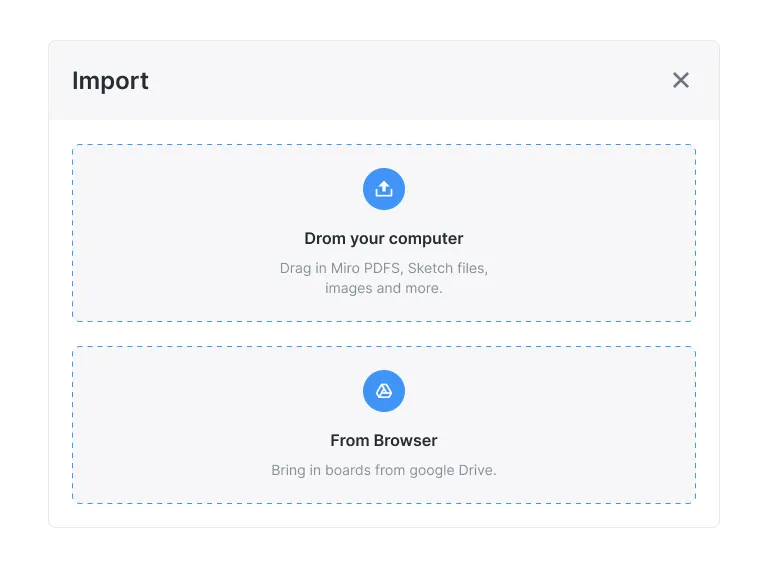 Import
Drom your computer
Drag in Miro PDFS, Sketch files,
images and more.
From Browser
Bring in boards from google Drive.